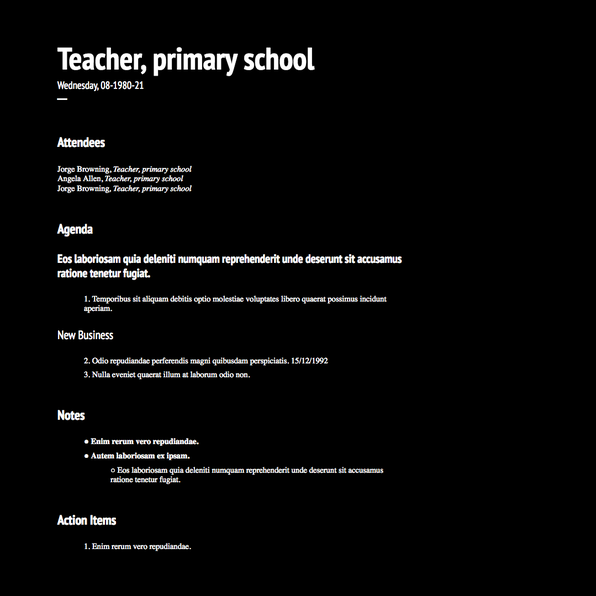 Teacher, primary school
Wednesday, 08-1980-21
Attendees
Jorge Browning, Teacher, primary school
Angela Allen, Teacher, primary school
Jorge Browning, Teacher, primary school
Agenda
Eos laboriosam quia deleniti numquam reprehenderit unde deserunt sit accusamus
ratione tenetur fugiat.
1. Temporibus sit aliquam debitis optio molestiae voluptates libero quaerat possimus incidunt
aperiam.
New Business
2. Odio repudiandae perferendis magni quibusdam perspiciatis. 15/12/1992
3. Nulla eveniet quaerat illum at laborum odio non.
Notes
● Enim rerum vero repudiandae.
● Autem laboriosam ex ipsam.
○ Eos laboriosam quia deleniti numquam reprehenderit unde deserunt sit accusamus
ratione tenetur fugiat.
Action Items
1. Enim rerum vero repudiandae.